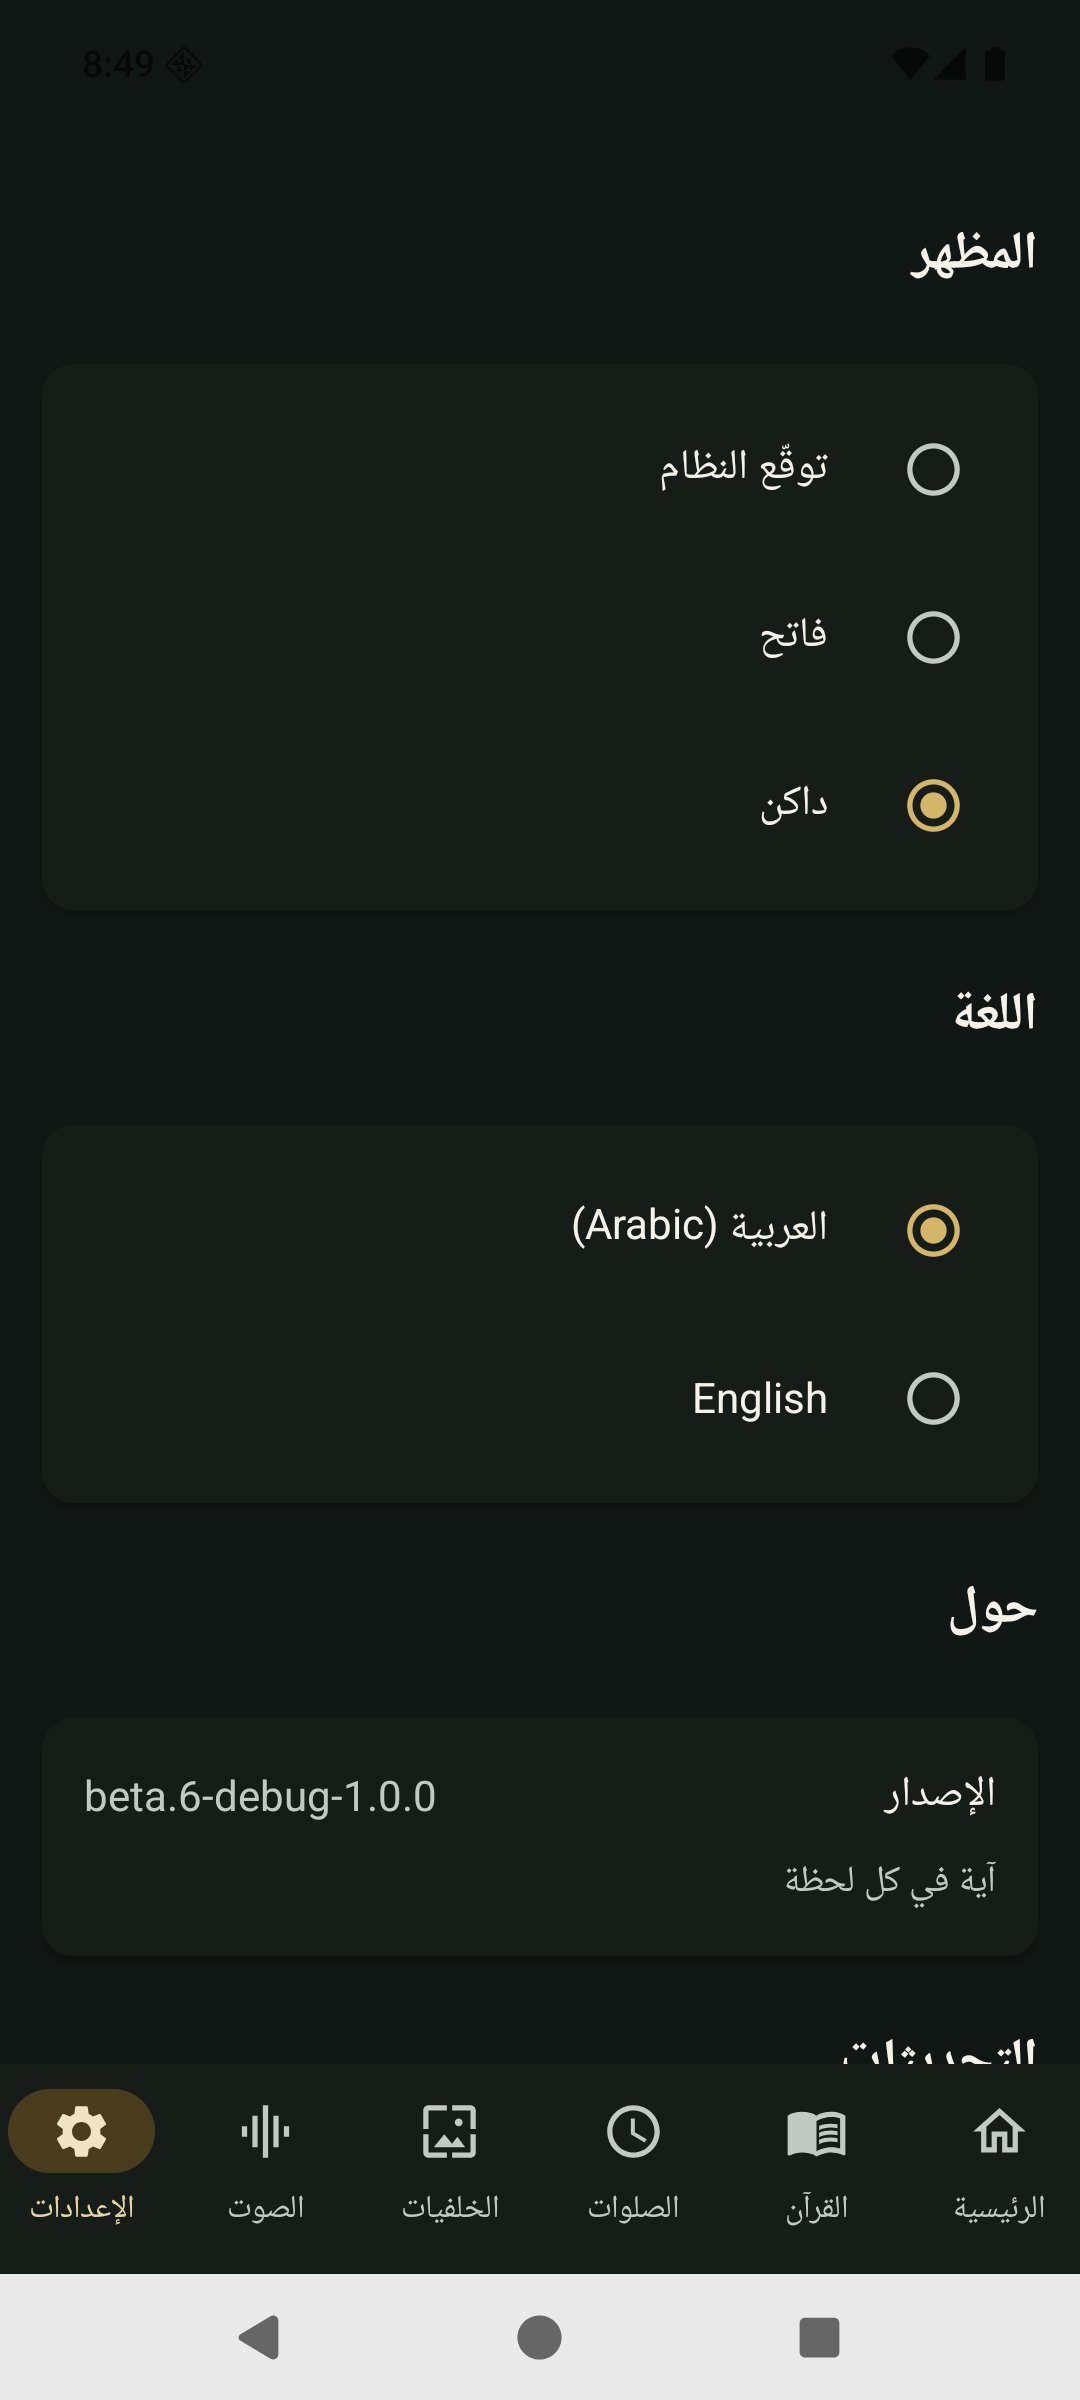 8:49
المظهر
توقّع النظام
فاتح
داكن
اللغة
العربية (Arabic)
English
حول
الإصدار
beta.6-debug-1.0.0
آية في كل لحظة
التحديثات
الرئيسية
القرآن
الصلوات
الخلفيات
الصوت
الإعدادات